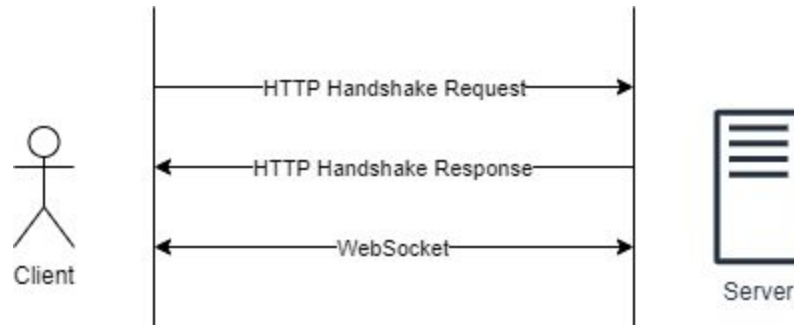 HTTP Handshake Request
HTTP Handshake Response
WebSocket
Client
Server